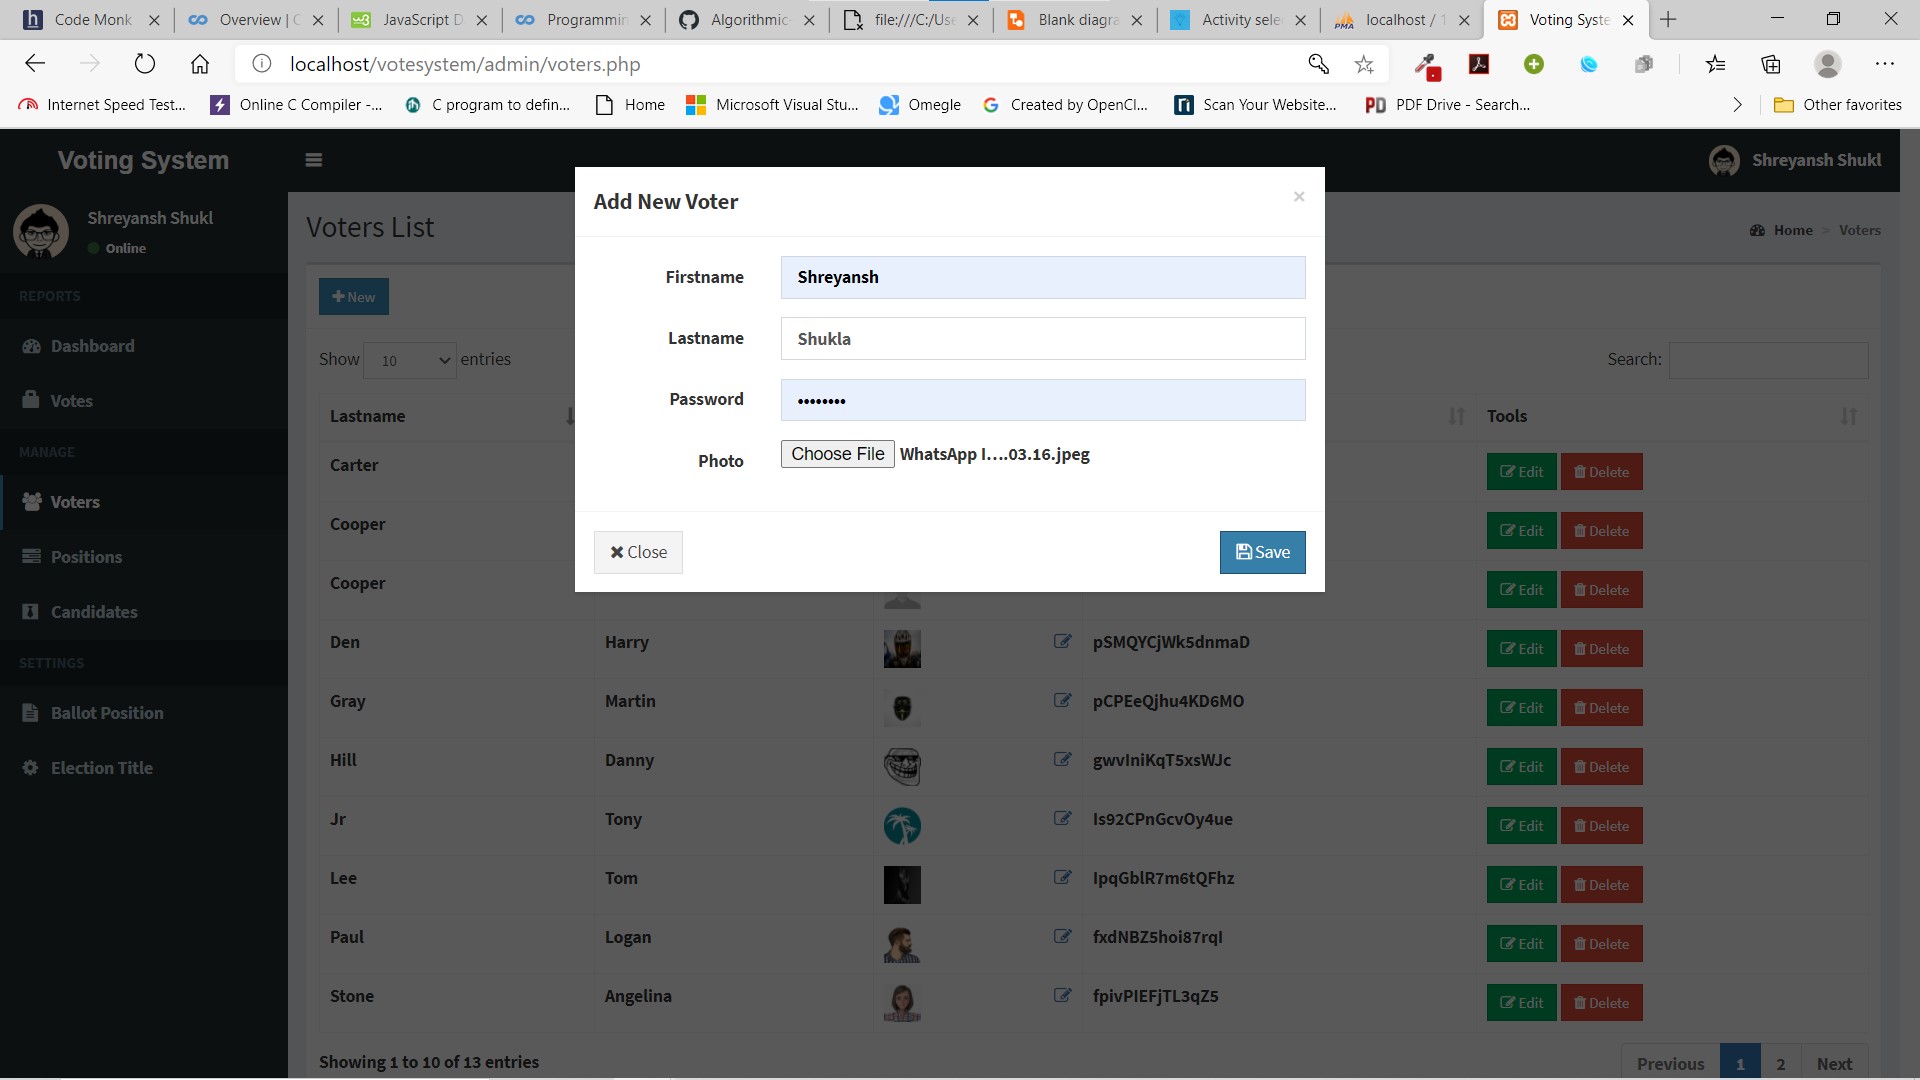 Code Monk
Overview | C
JavaScript D
Programmin
Algorithmic-
file:///C:/Use
Blank diagra
Activity selec
localhost / 1
Voting Syste
localhost/votesystem/admin/voters.php
Internet Speed Test...
Online C Compiler -...
C program to defin...
Home
Microsoft Visual Stu...
Omegle
Created by OpenCl...
Scan Your Website...
PDF Drive - Search...
Other favorites
Voting System
Shreyansh Shukl
Shreyansh Shukl
Online
REPORTS
Dashboard
Votes
MANAGE
Voters
Positions
Candidates
SETTINGS
Ballot Position
Election Title
Voters List
Home > Voters
New
Show 10 entries
Search:
Add New Voter
×
Firstname Shreyansh
Lastname Shukla
Password ••••••••
Photo Choose File WhatsApp I....03.16.jpeg
Close
Save
Lastname Tools
Carter Edit Delete
Cooper Edit Delete
Cooper Edit Delete
Den Harry pSMQYCjWk5dnmaD Edit Delete
Gray Martin pCPEeQjhu4KD6MO Edit Delete
Hill Danny gwvIniKqT5xsWJc Edit Delete
Jr Tony Is92CPnGcvOy4ue Edit Delete
Lee Tom IpqGblR7m6tQFhz Edit Delete
Paul Logan fxdNBZ5hoi87rqI Edit Delete
Stone Angelina fpivPIEFjTL3qZ5 Edit Delete
Showing 1 to 10 of 13 entries
Previous 1 2 Next